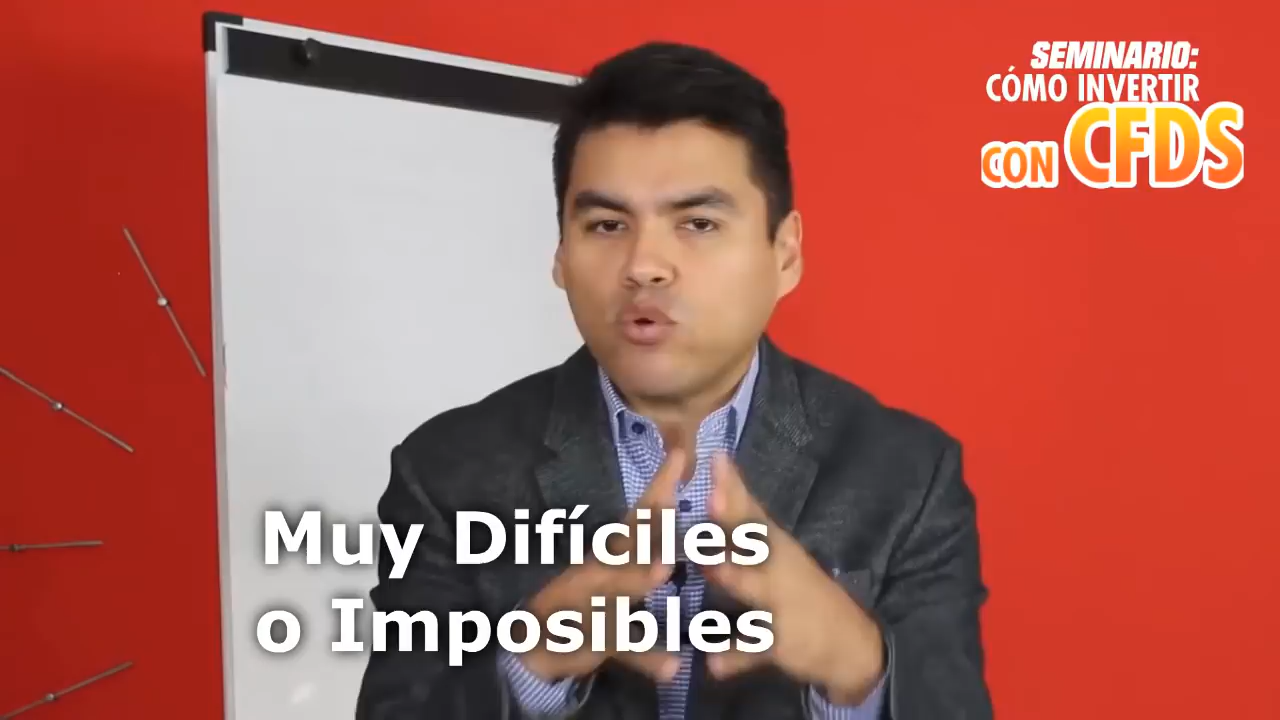 SEMINARIO:
CÓMO INVERTIR
CON CFDS
Muy Difíciles
o Imposibles